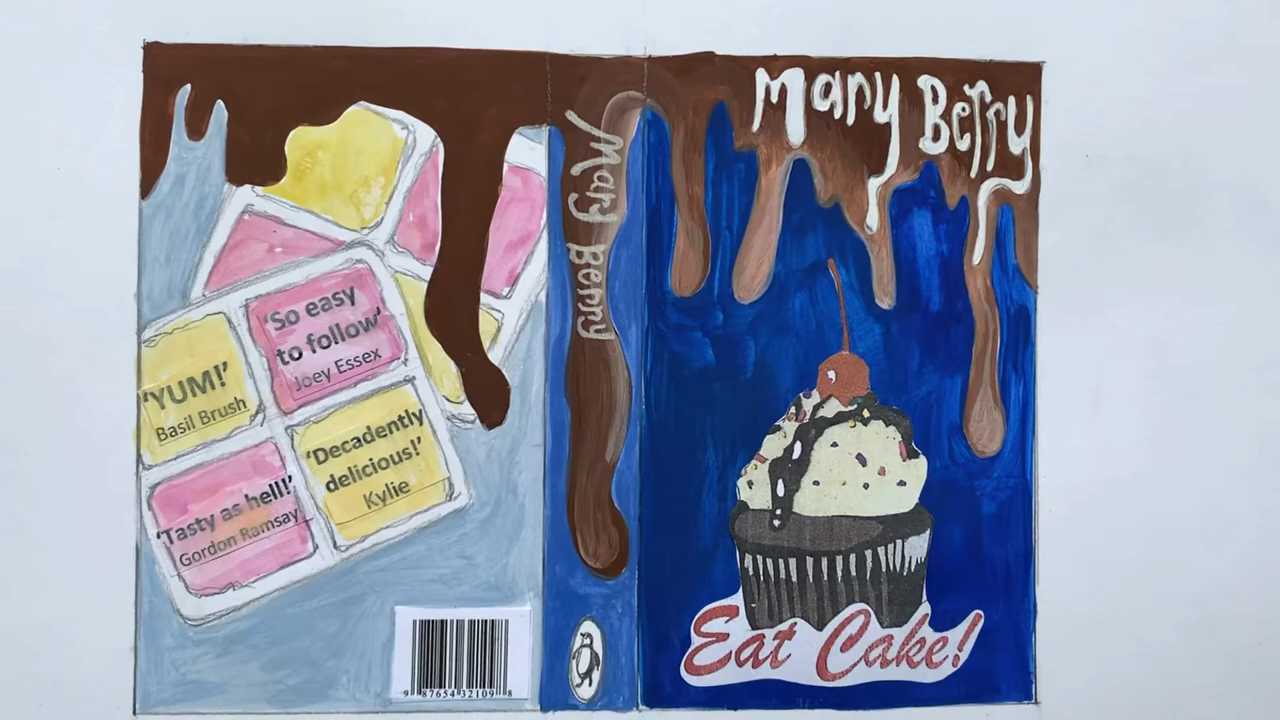 'So easy
to follow'
Joey Essex
'YUM!'
Basil Brush
'Decadently
delicious!'
Kylie
'Tasty as hell!'
Gordon Ramsay
9 87654 32109 8
Mary Berry
Mary Berry
Eat Cake!